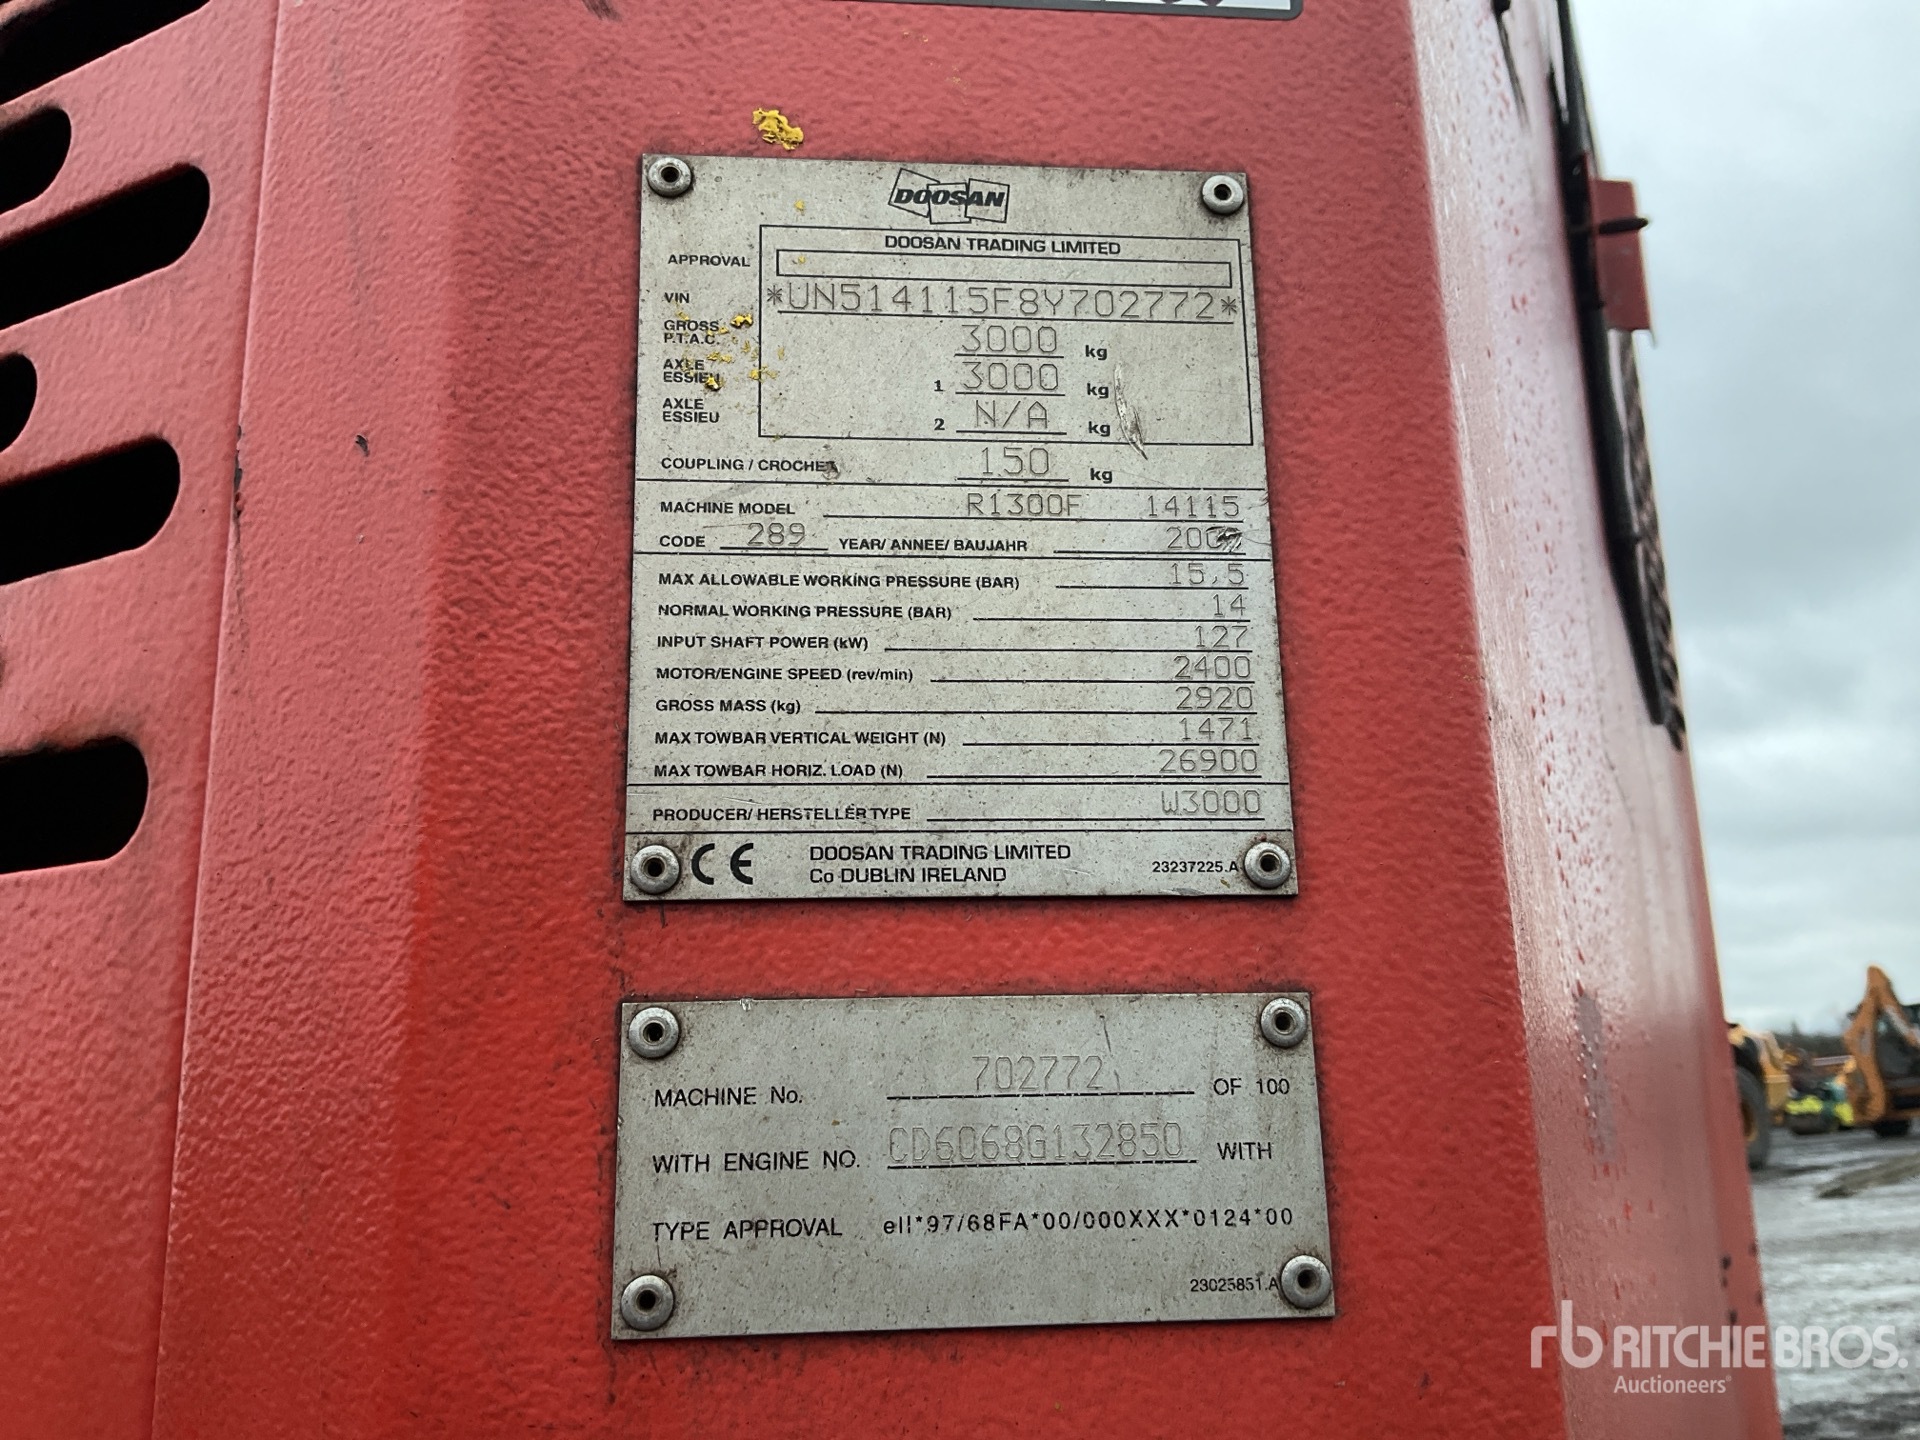 DOOSAN
DOOSAN TRADING LIMITED
APPROVAL
VIN *UN514115F8Y702772*
GROSS P.T.A.C. 3000 kg
AXLE ESSIEU 1 3000 kg
AXLE ESSIEU 2 N/A kg
COUPLING / CROCHET 150 kg
MACHINE MODEL R1300F 14115
CODE 289 YEAR/ ANNEE/ BAUJAHR
MAX ALLOWABLE WORKING PRESSURE (BAR) 15,5
NORMAL WORKING PRESSURE (BAR) 14
INPUT SHAFT POWER (kW) 127
MOTOR/ENGINE SPEED (rev/min) 2400
GROSS MASS (kg) 2920
MAX TOWBAR VERTICAL WEIGHT (N) 1471
MAX TOWBAR HORIZ. LOAD (N) 26900
PRODUCER/ HERSTELLER TYPE W3000
CE DOOSAN TRADING LIMITED
Co DUBLIN IRELAND 23237225.A
MACHINE No. 702772 OF 100
WITH ENGINE NO. CD6068G132850 WITH
TYPE APPROVAL ell*97/68FA*00/000XXX*0124*00
23025851.A
rb RITCHIE BROS.
Auctioneers